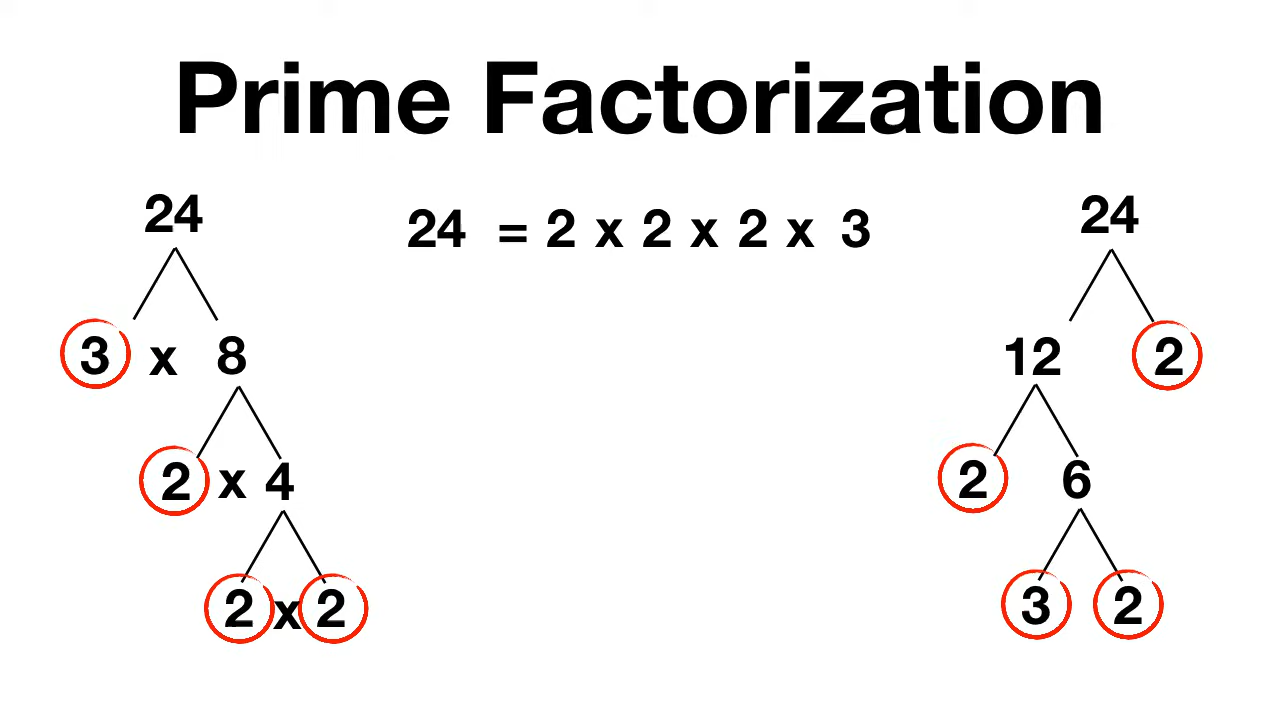 Prime Factorization
24
24 = 2 x 2 x 2 x 3
24
3 x 8
12 2
2 x 4
2 6
2 x 2
3 2